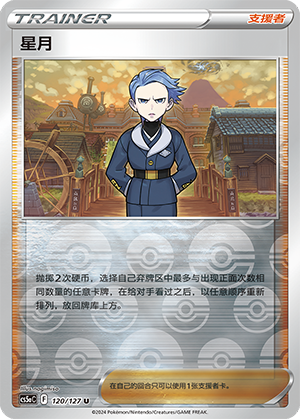 TRAINER
支援者
星月
抛掷2次硬币，选择自己弃牌区中最多与出现正面次数相
同数量的任意卡牌，在给对手看过之后，以任意顺序重新
排列，放回牌库上方。
Illus.nagimiso
在自己的回合只可以使用1张支援者卡。
CS5aC F 120/127 U
©2024 Pokémon/Nintendo/Creatures/GAME FREAK.